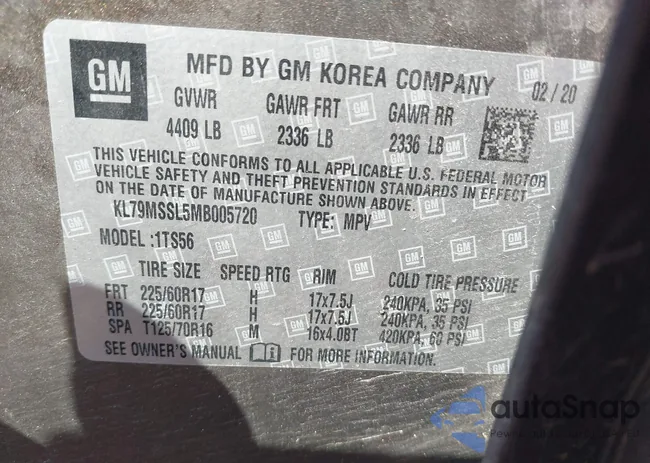 GM
MFD BY GM KOREA COMPANY
02/20
GVWR GAWR FRT GAWR RR
4409 LB 2336 LB 2336 LB
THIS VEHICLE CONFORMS TO ALL APPLICABLE U.S. FEDERAL MOTOR
VEHICLE SAFETY AND THEFT PREVENTION STANDARDS IN EFFECT
ON THE DATE OF MANUFACTURE SHOWN ABOVE.
KL79MSSL5MB005720 TYPE: MPV
MODEL :1TS56
TIRE SIZE SPEED RTG RIM COLD TIRE PRESSURE
FRT 225/60R17 H 17x7.5J 240KPA, 35 PSI
RR 225/60R17 H 17x7.5J 240KPA, 35 PSI
SPA T125/70R16 M 16x4.0BT 420KPA, 60 PSI
SEE OWNER'S MANUAL FOR MORE INFORMATION.
autoSnap